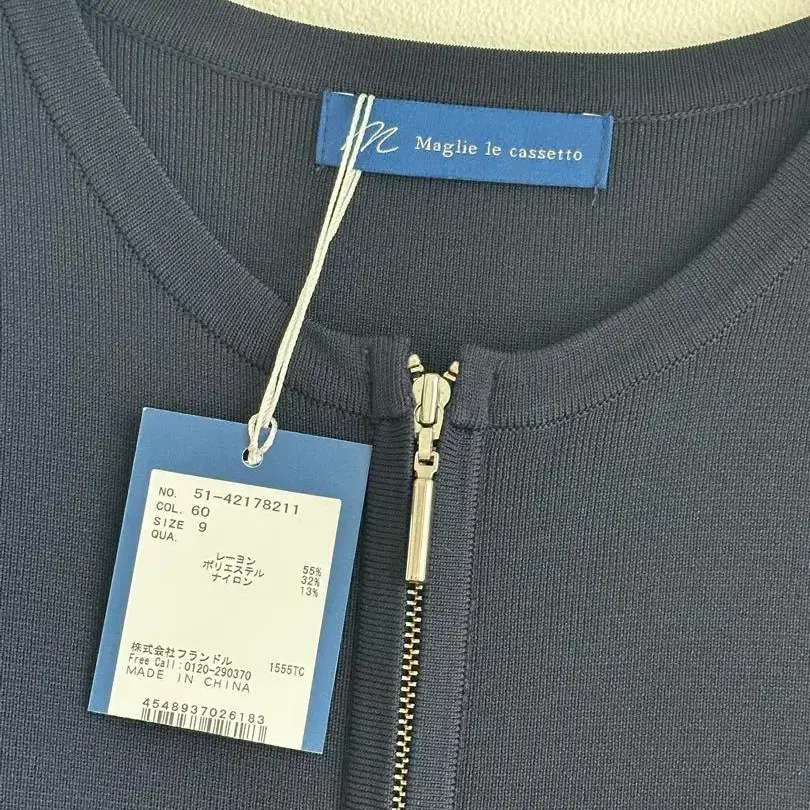 M Maglie le cassetto
NO. 51-42178211
COL. 60
SIZE 9
QUA.
レーヨン 55%
ポリエステル 32%
ナイロン 13%
株式会社フランドル
Free Call:0120-290370 1555TC
MADE IN CHINA
4548937026183